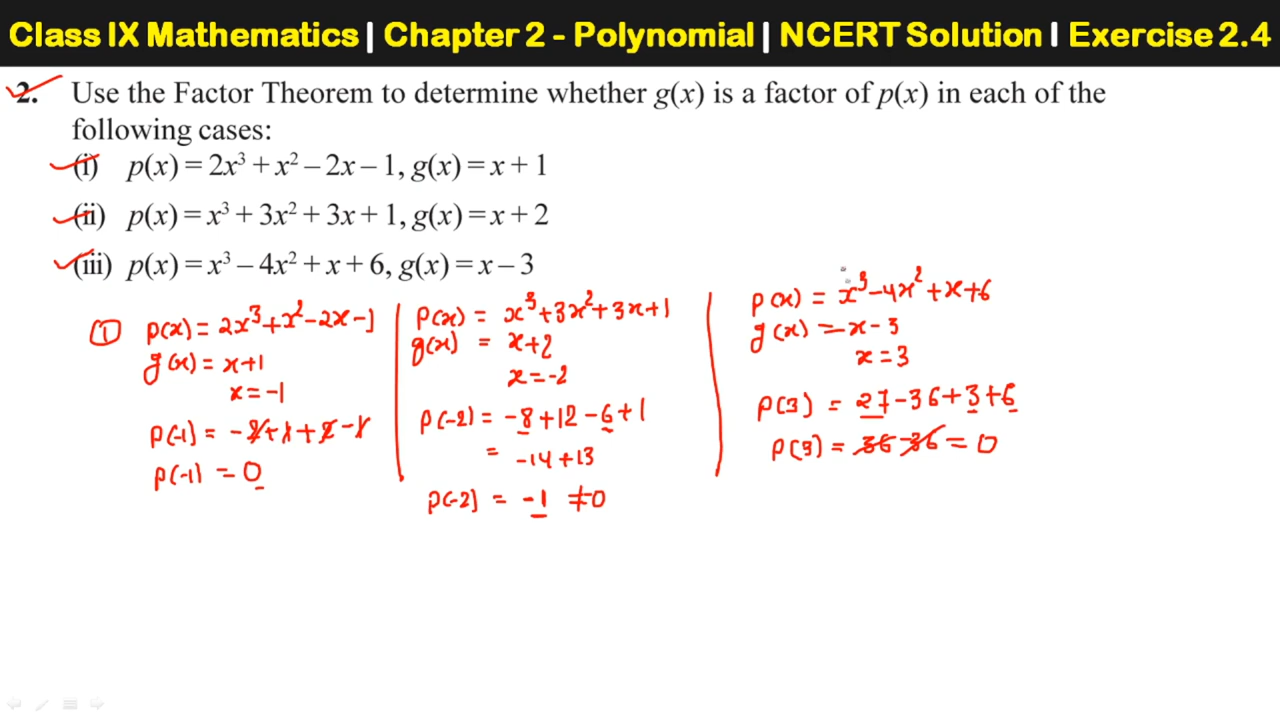 Class IX Mathematics | Chapter 2 - Polynomial | NCERT Solution | Exercise 2.4
2. Use the Factor Theorem to determine whether g(x) is a factor of p(x) in each of the
following cases:
(i) p(x) = 2x³ + x² – 2x – 1, g(x) = x + 1
(ii) p(x) = x³ + 3x² + 3x + 1, g(x) = x + 2
(iii) p(x) = x³ – 4x² + x + 6, g(x) = x – 3
① p(x) = 2x³+x²-2x-1
g(x) = x+1
x = -1
p(-1) = -2+1+2-1
p(-1) = 0
p(x) = x³+3x²+3x+1
g(x) = x+2
x = -2
p(-2) = -8+12-6+1
= -14+13
p(-2) = -1 ≠0
p(x) = x³-4x²+x+6
g(x) = x-3
x = 3
p(3) = 27-36+3+6
p(3) = 36-36 = 0